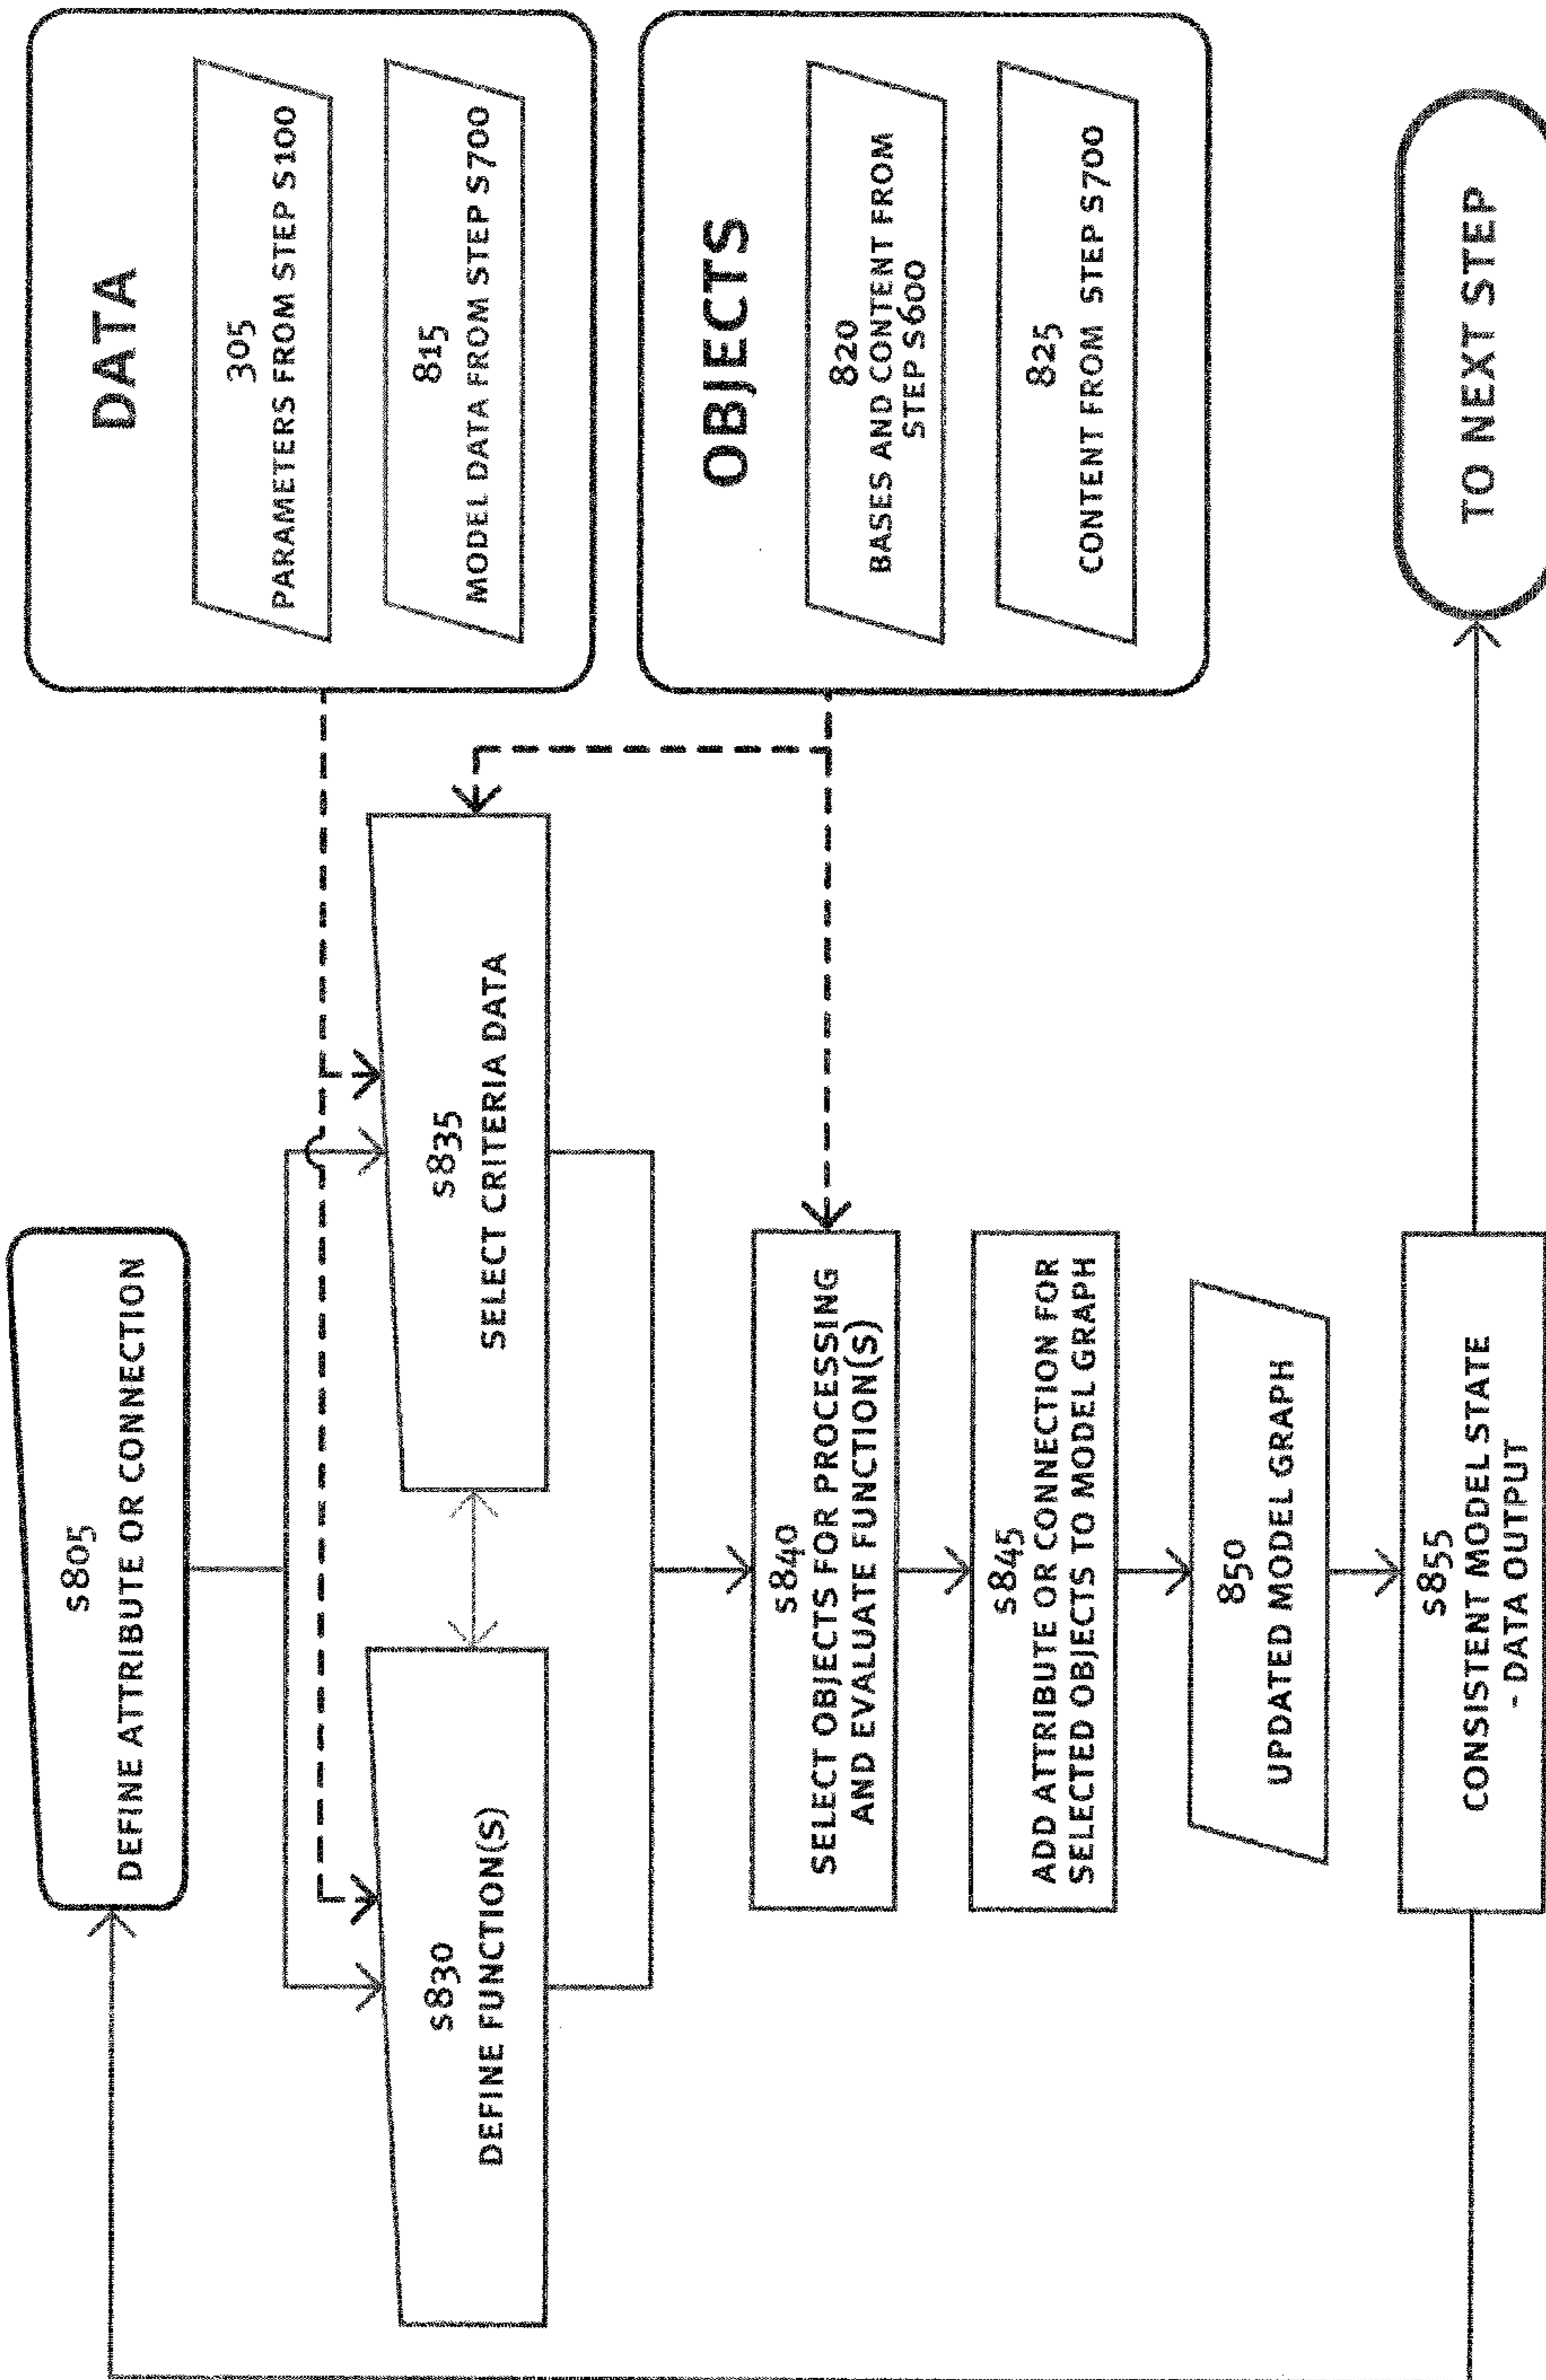 S805
DEFINE ATTRIBUTE OR CONNECTION
DATA
305
PARAMETERS FROM STEP S100
815
MODEL DATA FROM STEP S700
S830
DEFINE FUNCTION(S)
S835
SELECT CRITERIA DATA
OBJECTS
820
BASES AND CONTENT FROM
STEP S600
825
CONTENT FROM STEP S700
S840
SELECT OBJECTS FOR PROCESSING
AND EVALUATE FUNCTION(S)
S845
ADD ATTRIBUTE OR CONNECTION FOR
SELECTED OBJECTS TO MODEL GRAPH
850
UPDATED MODEL GRAPH
S855
CONSISTENT MODEL STATE
- DATA OUTPUT
TO NEXT STEP